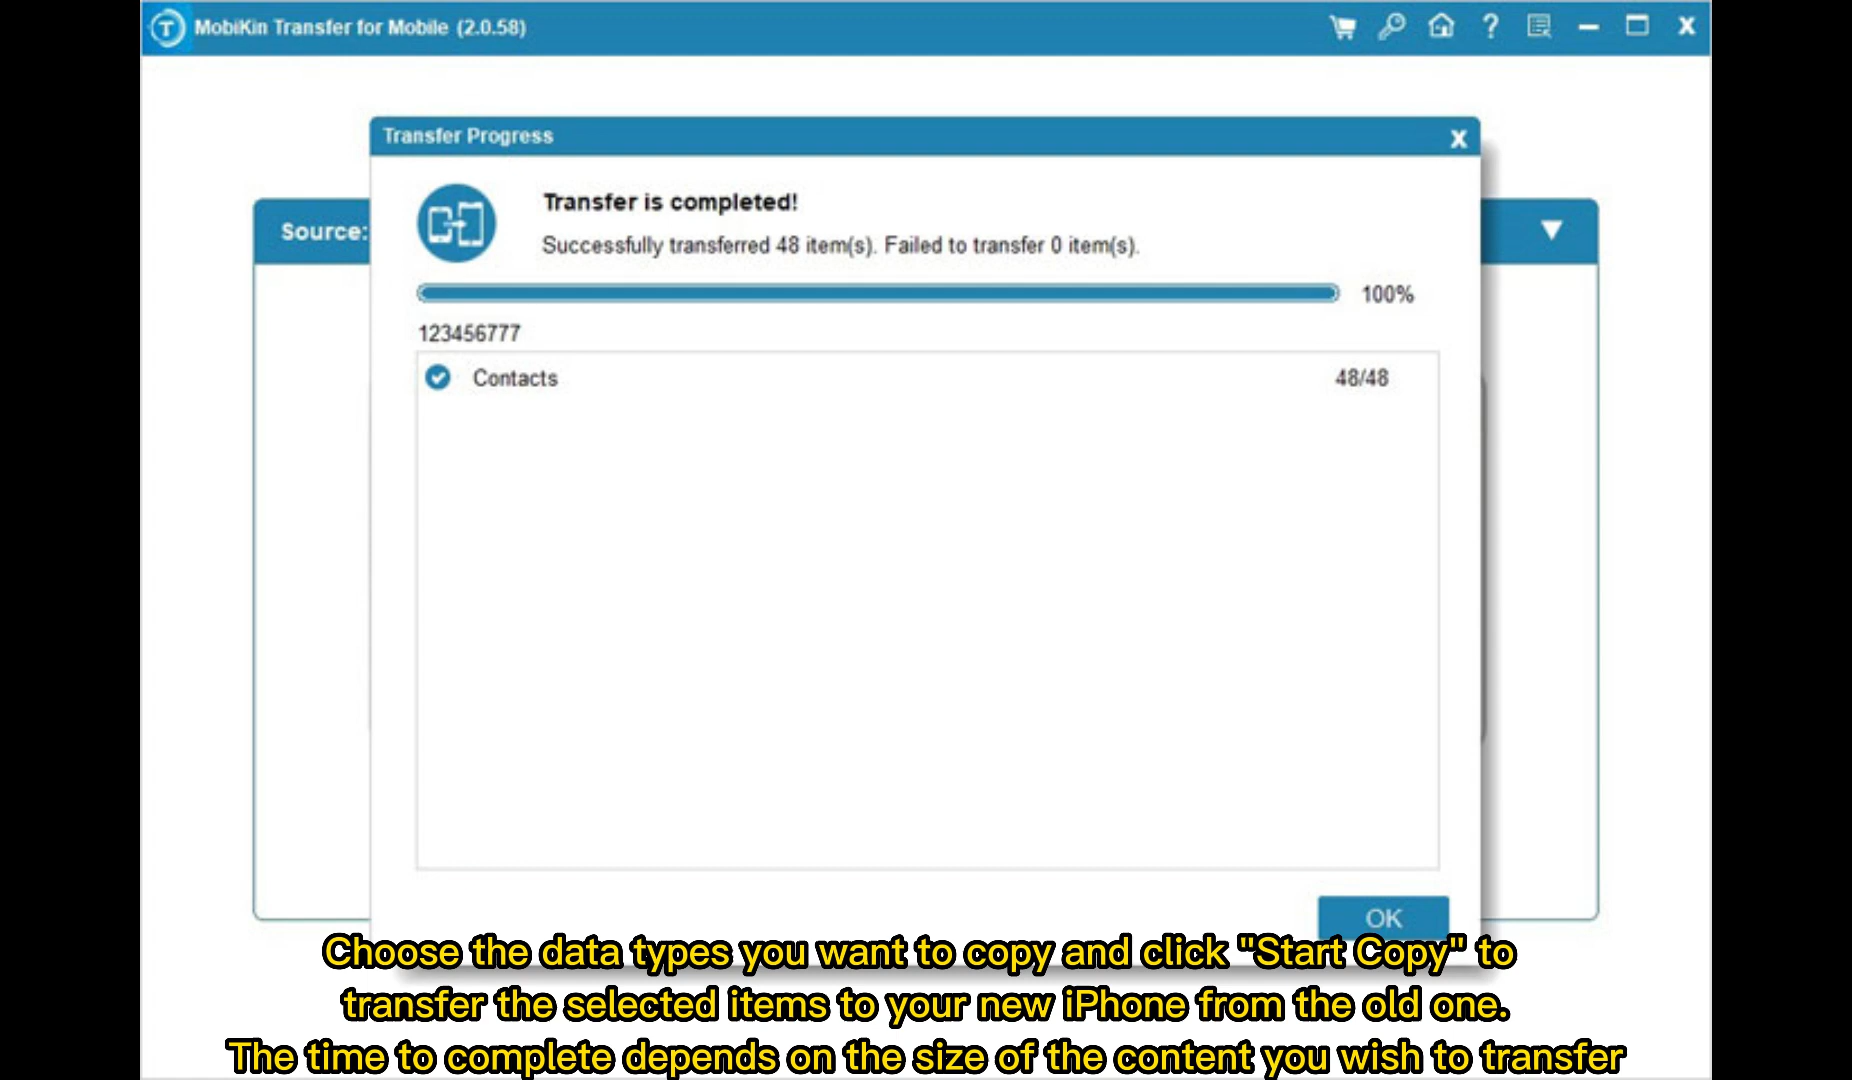 MobiKin Transfer for Mobile (2.0.58)
Transfer Progress
Transfer is completed!
Source:
Successfully transferred 48 item(s). Failed to transfer 0 item(s).
100%
123456777
Contacts 48/48
OK
Choose the data types you want to copy and click "Start Copy" to
transfer the selected items to your new iPhone from the old one.
The time to complete depends on the size of the content you wish to transfer